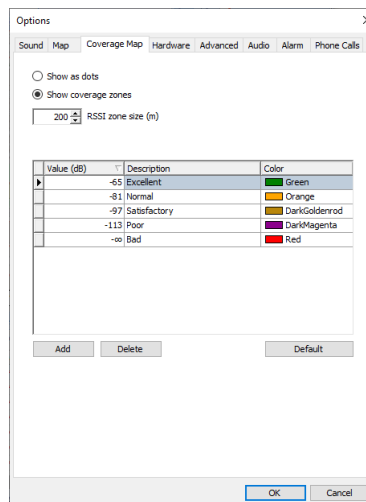 Options
Sound Map Coverage Map Hardware Advanced Audio Alarm Phone Calls
Show as dots
Show coverage zones
200 RSSI zone size (m)
Value (dB) Description Color
-65 Excellent Green
-81 Normal Orange
-97 Satisfactory DarkGoldenrod
-113 Poor DarkMagenta
-∞ Bad Red
Add Delete Default
OK Cancel